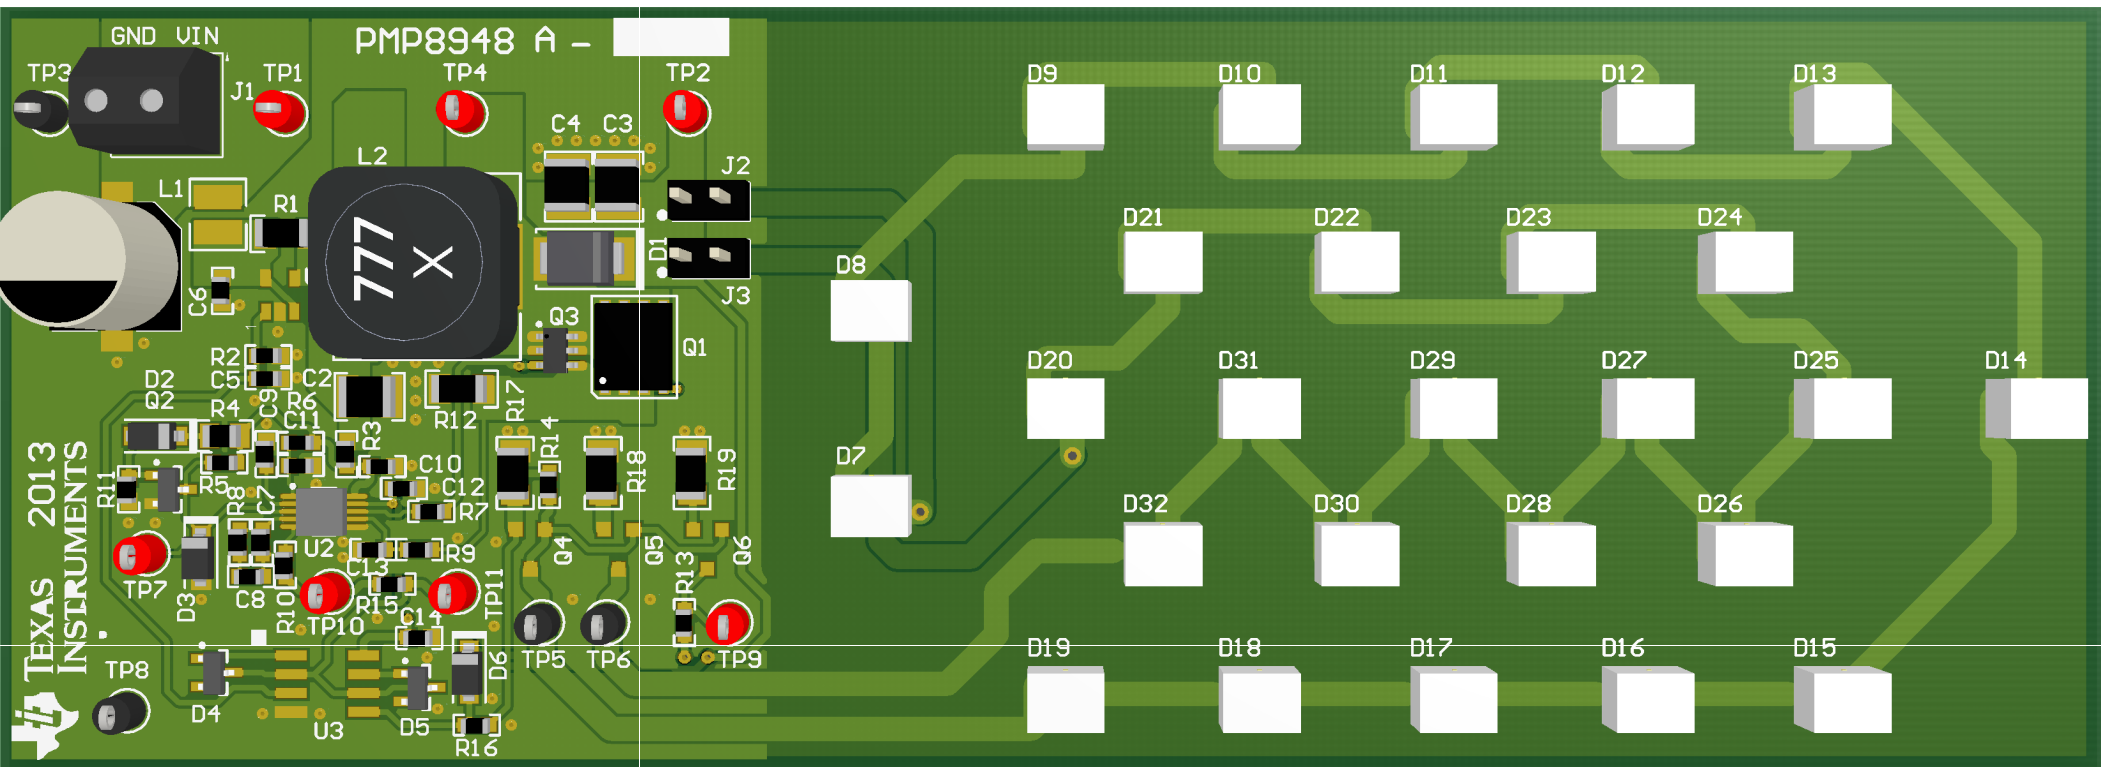 GND VIN
PMP8948 A -
TP3
J1
TP1
TP4
TP2
D9
D10
D11
D12
D13
C4
C3
L2
J2
L1
R1
777
X
D1
D21
D22
D23
D24
D8
C6
J3
1
Q3
Q1
R2
C5
C2
D20
D31
D29
D27
D25
D14
D2
Q2
C9
R6
R17
R4
C11
R12
R3
R14
R18
R19
D7
C10
R11
R5
R8
C7
C12
R7
D32
D30
D28
D26
U2
Q4
Q5
Q6
R9
C13
R13
TP7
D3
C8
R10
R15
TP11
TP10
C14
TEXAS
INSTRUMENTS
2013
TP5
TP6
TP9
D19
D18
D17
D16
D15
TP8
D6
D4
U3
D5
R16